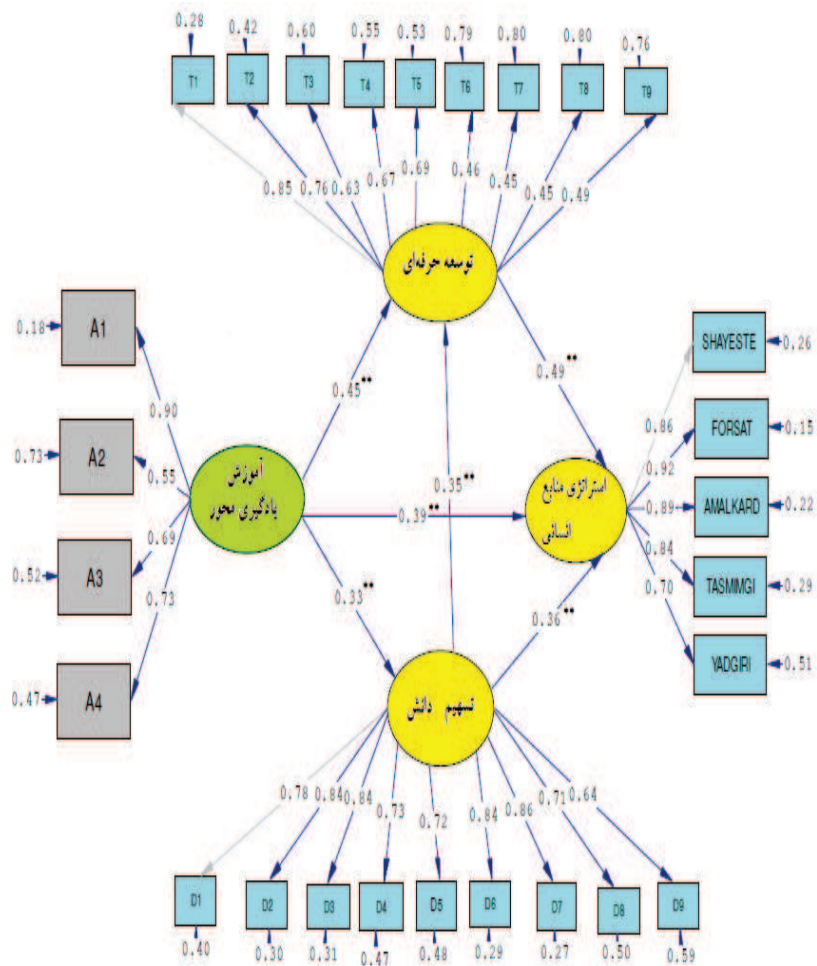 0.28 0.42 0.60 0.55 0.53 0.79 0.80 0.80 0.76
T1 T2 T3 T4 T5 T6 T7 T8 T9
0.85 0.76 0.63 0.67 0.69 0.46 0.45 0.45 0.49
توسعه حرفه‌ای
0.18 A1
0.90
0.73 A2
0.55
0.52 A3
0.69
0.47 A4
0.73
آموزش
یادگیری محور
0.45**
0.49**
0.35**
0.39**
0.33**
0.36**
استراتژی منابع
انسانی
SHAYESTE 0.26
0.86
FORSAT 0.15
0.92
AMALKARD 0.22
0.89
TASMIMGI 0.29
0.84
YADGIRI 0.51
0.70
تسهیم دانش
0.78 0.84 0.84 0.73 0.72 0.84 0.86 0.71 0.64
D1 D2 D3 D4 D5 D6 D7 D8 D9
0.40 0.30 0.31 0.47 0.48 0.29 0.27 0.50 0.59